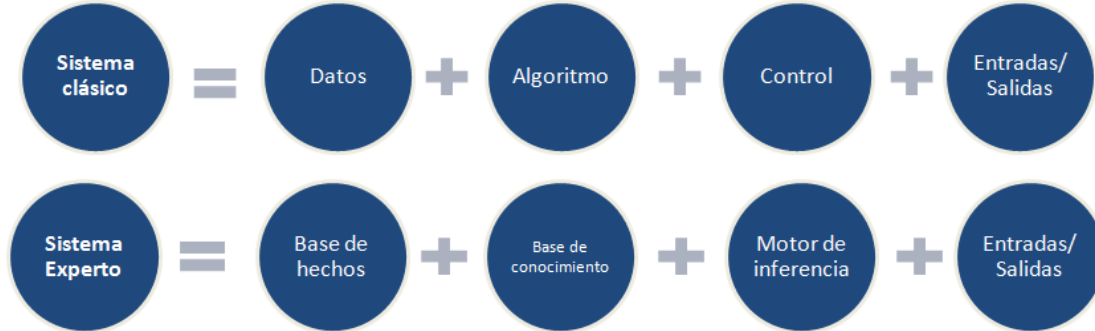 Sistema
clásico
=
Datos
+
Algoritmo
+
Control
+
Entradas/
Salidas
Sistema
Experto
=
Base de
hechos
+
Base de
conocimiento
+
Motor de
inferencia
+
Entradas/
Salidas